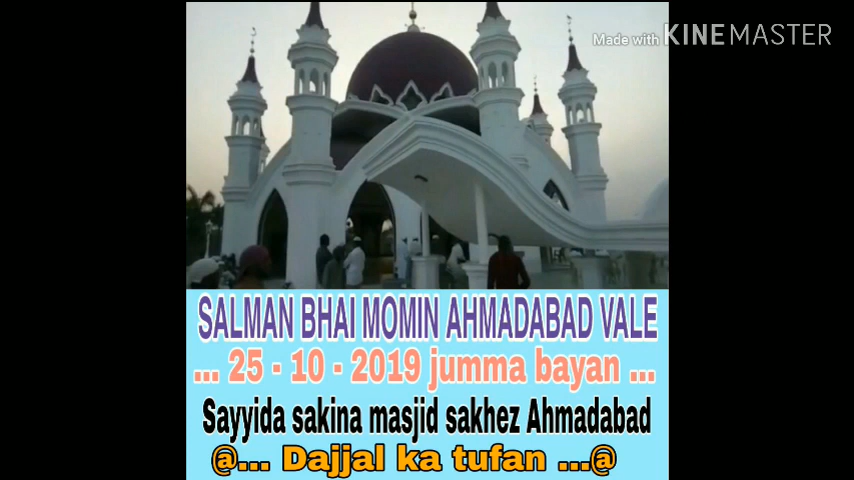 Made with KINEMASTER
SALMAN BHAI MOMIN AHMADABAD VALE
... 25 - 10 - 2019 jumma bayan ...
Sayyida sakina masjid sakhez Ahmadabad
@... Dajjal ka tufan ...@